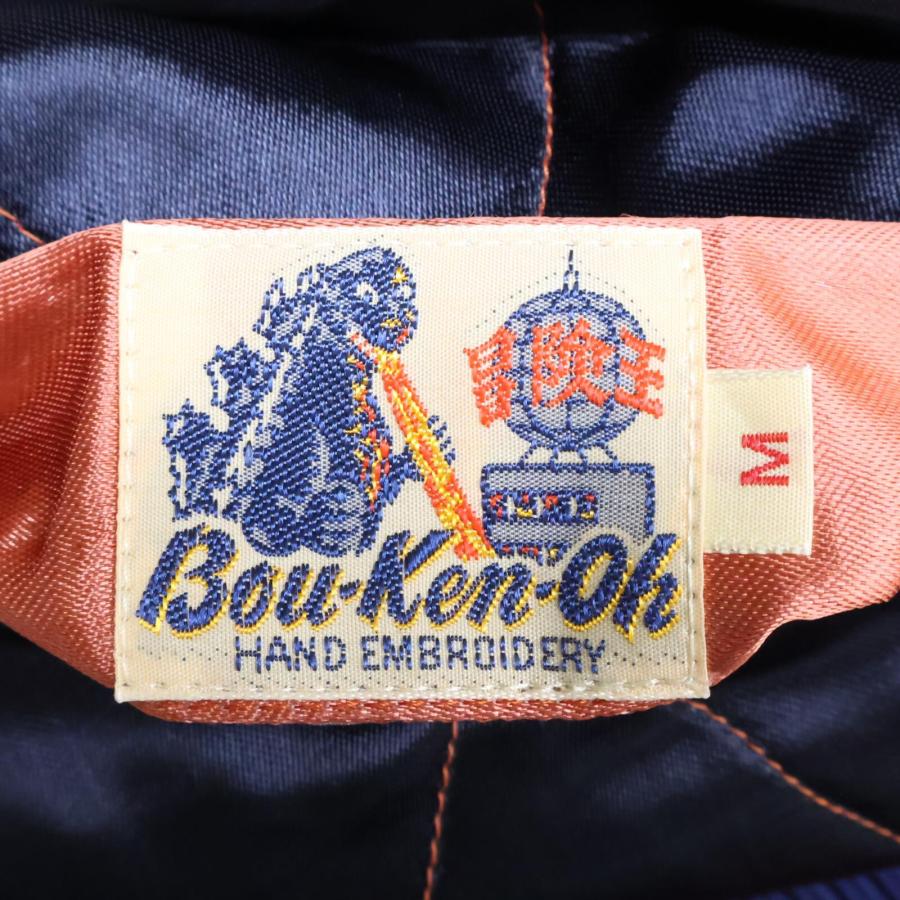 冒険王
Bou-Ken-Oh
HAND EMBROIDERY
M